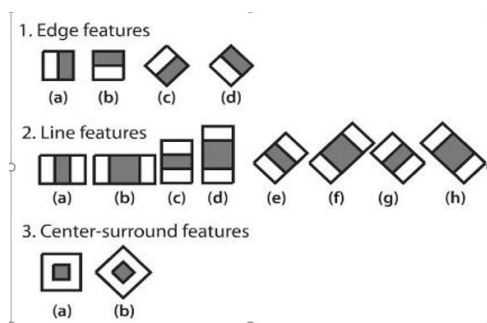 1. Edge features
(a) (b) (c) (d)
2. Line features
(a) (b) (c) (d) (e) (f) (g) (h)
3. Center-surround features
(a) (b)